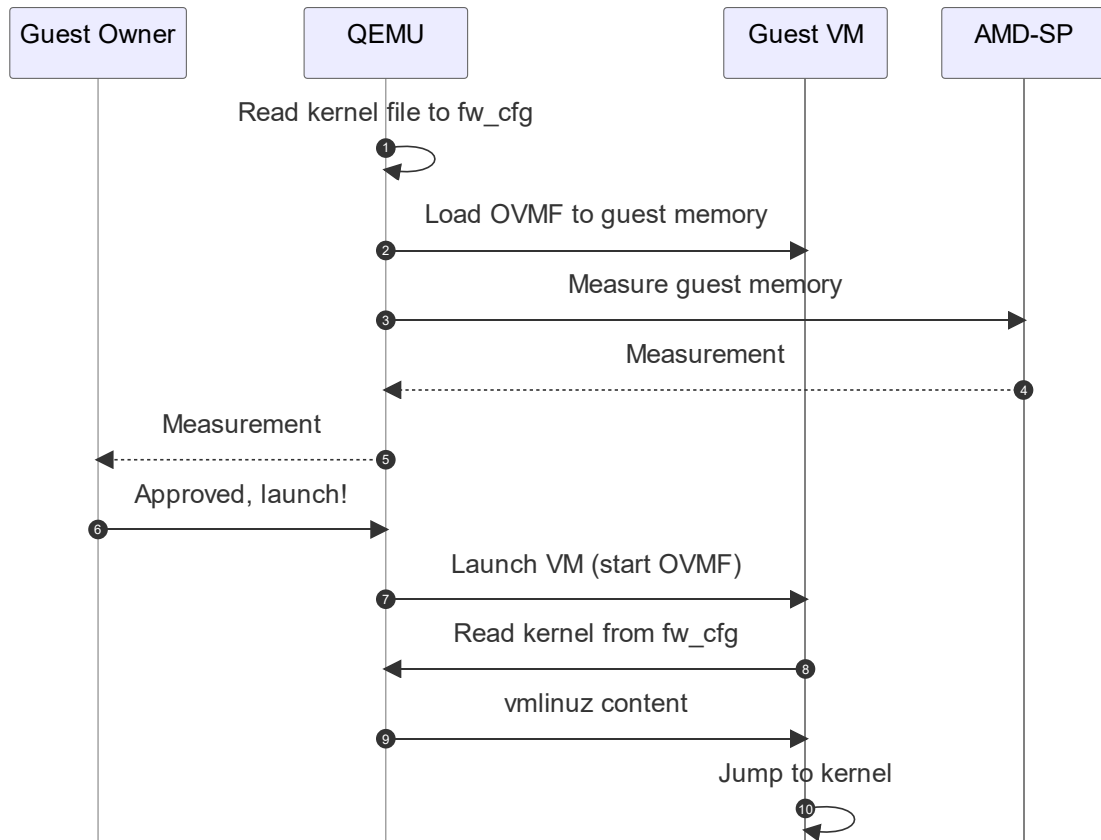 Guest Owner
QEMU
Guest VM
AMD-SP
Read kernel file to fw_cfg
1
Load OVMF to guest memory
2
Measure guest memory
3
Measurement
4
Measurement
5
Approved, launch!
6
Launch VM (start OVMF)
7
Read kernel from fw_cfg
8
vmlinuz content
9
Jump to kernel
10